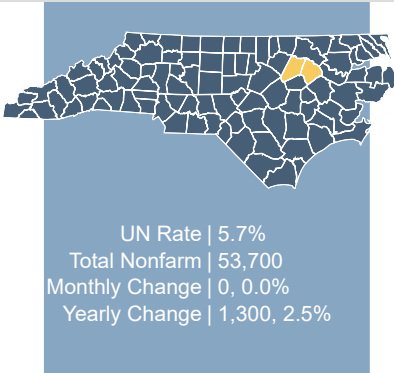 UN Rate | 5.7%
Total Nonfarm | 53,700
Monthly Change | 0, 0.0%
Yearly Change | 1,300, 2.5%